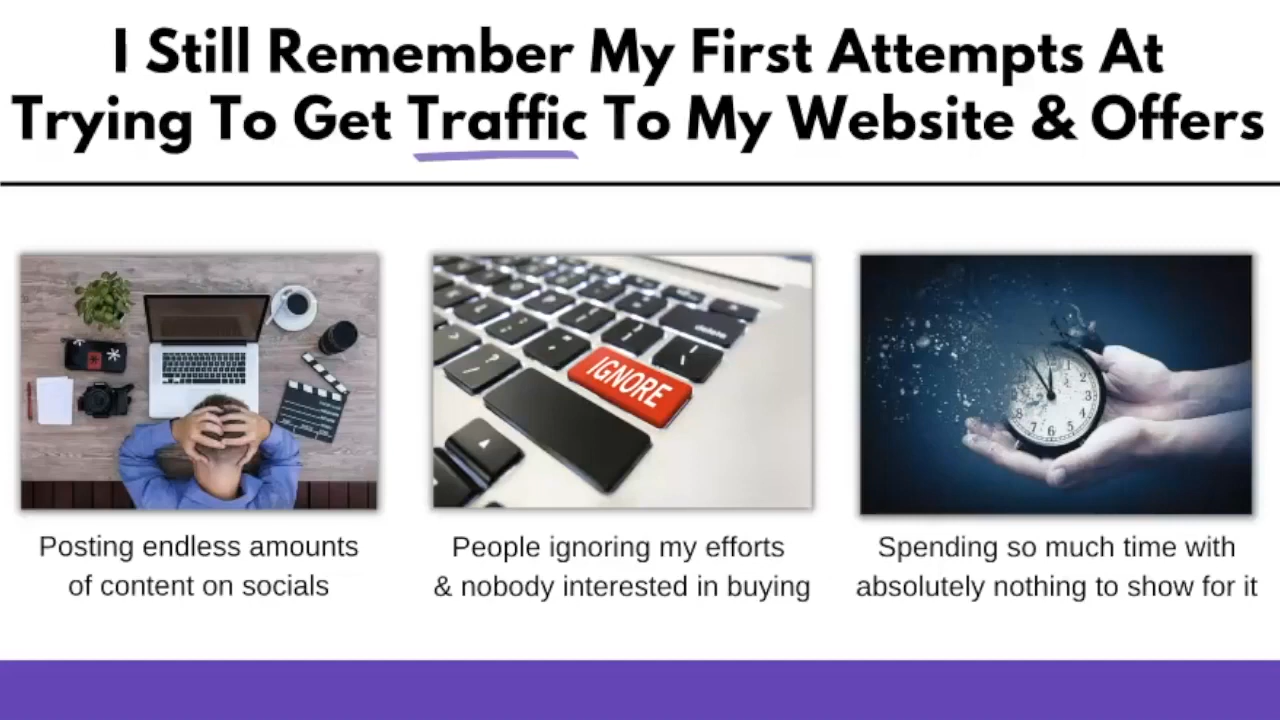 I Still Remember My First Attempts At
Trying To Get Traffic To My Website & Offers
delete
IGNORE
Posting endless amounts
of content on socials
People ignoring my efforts
& nobody interested in buying
Spending so much time with
absolutely nothing to show for it